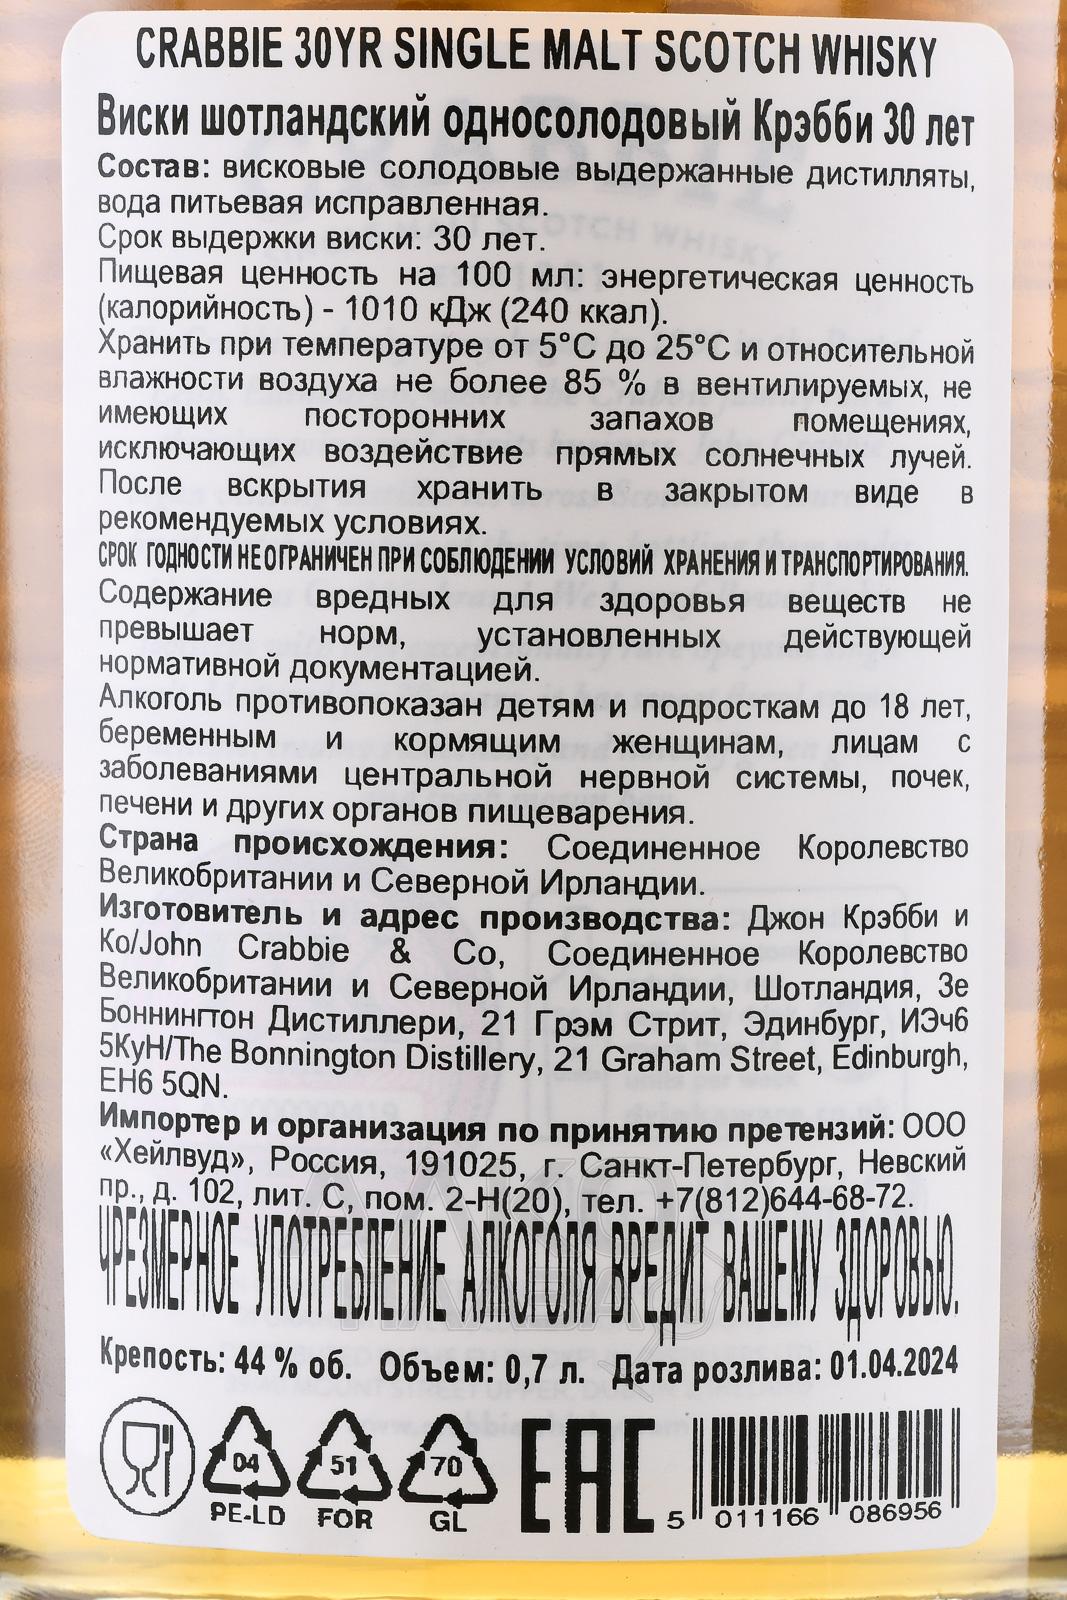 CRABBIE 30YR SINGLE MALT SCOTCH WHISKY
Виски шотландский односолодовый Крэбби 30 лет
Состав: висковые солодовые выдержанные дистилляты,
вода питьевая исправленная.
Срок выдержки виски: 30 лет.
Пищевая ценность на 100 мл: энергетическая ценность
(калорийность) - 1010 кДж (240 ккал).
Хранить при температуре от 5°С до 25°С и относительной
влажности воздуха не более 85 % в вентилируемых, не
имеющих посторонних запахов помещениях,
исключающих воздействие прямых солнечных лучей.
После вскрытия хранить в закрытом виде в
рекомендуемых условиях.
СРОК ГОДНОСТИ НЕ ОГРАНИЧЕН ПРИ СОБЛЮДЕНИИ УСЛОВИЙ ХРАНЕНИЯ И ТРАНСПОРТИРОВАНИЯ.
Содержание вредных для здоровья веществ не
превышает норм, установленных действующей
нормативной документацией.
Алкоголь противопоказан детям и подросткам до 18 лет,
беременным и кормящим женщинам, лицам с
заболеваниями центральной нервной системы, почек,
печени и других органов пищеварения.
Страна происхождения: Соединенное Королевство
Великобритании и Северной Ирландии.
Изготовитель и адрес производства: Джон Крэбби и
Ко/John Crabbie & Co, Соединенное Королевство
Великобритании и Северной Ирландии, Шотландия, Зе
Боннингтон Дистиллери, 21 Грэм Стрит, Эдинбург, ИЭч6
5КуН/The Bonnington Distillery, 21 Graham Street, Edinburgh,
EH6 5QN.
Импортер и организация по принятию претензий: ООО
«Хейлвуд», Россия, 191025, г. Санкт-Петербург, Невский
пр., д. 102, лит. С, пом. 2-Н(20), тел. +7(812)644-68-72.
ЧРЕЗМЕРНОЕ УПОТРЕБЛЕНИЕ АЛКОГОЛЯ ВРЕДИТ ВАШЕМУ ЗДОРОВЬЮ.
Крепость: 44 % об. Объем: 0,7 л. Дата розлива: 01.04.2024
04 51 70 EAC
PE-LD FOR GL
5 011166 086956